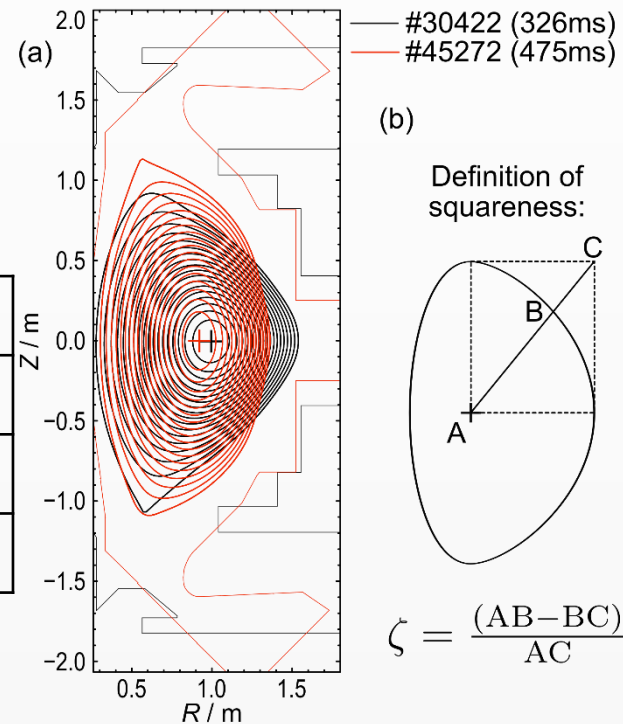 (a)
#30422 (326ms)
#45272 (475ms)
2.0
1.5
1.0
0.5
0.0
−0.5
−1.0
−1.5
−2.0
Z / m
0.5 1.0 1.5
R / m
(b)
Definition of
squareness:
C
B
A
ζ = (AB−BC) / AC